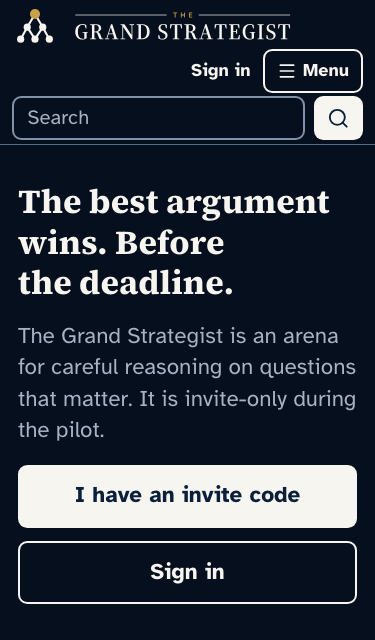 THE
GRAND STRATEGIST
Sign in
Menu
Search
The best argument
wins. Before
the deadline.
The Grand Strategist is an arena
for careful reasoning on questions
that matter. It is invite-only during
the pilot.
I have an invite code
Sign in